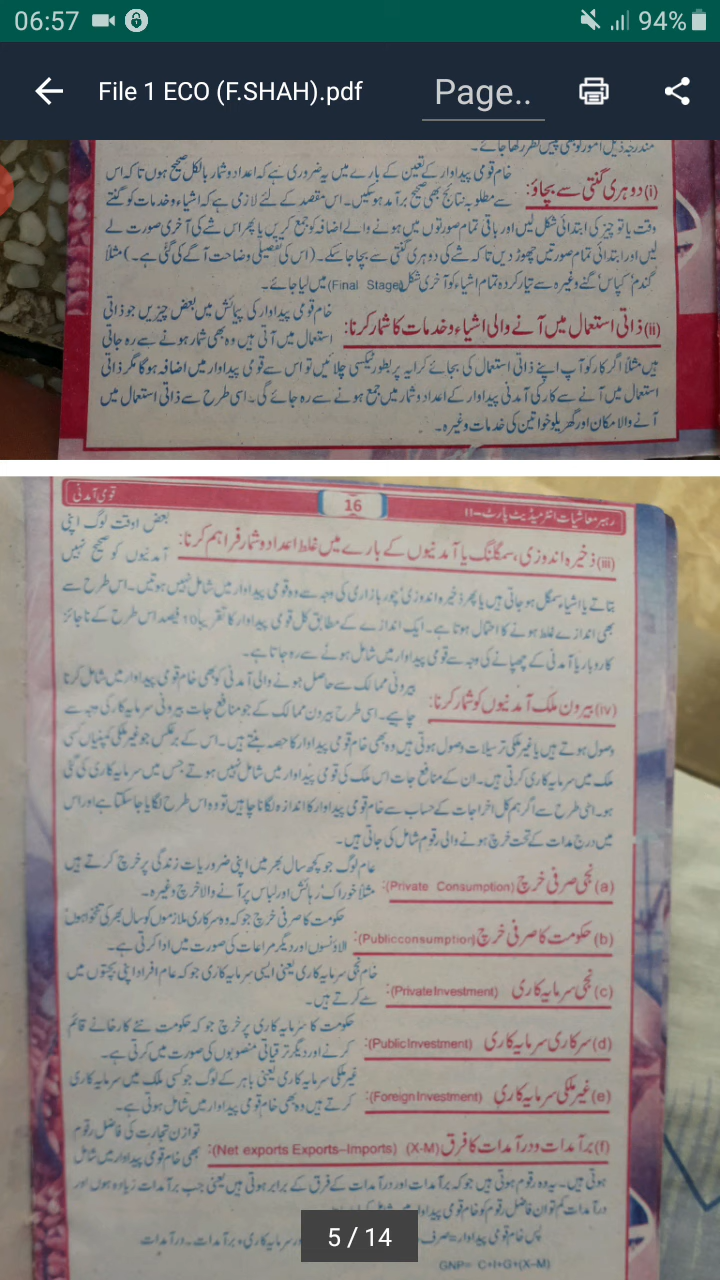 06:57
94%
File 1 ECO (F.SHAH).pdf
Page..
مندرجہ ذیل امور کو بھی پیش نظر رکھا جائے۔
(i) دوہری گنتی سے بچاؤ: خام قومی پیداوار کے تعین کے بارے میں یہ ضروری ہے کہ اعداد و شمار بالکل صحیح ہوں تاکہ اس
سے مطلوبہ نتائج بھی صحیح برآمد ہو سکیں۔ اس مقصد کے لئے لازمی ہے کہ اشیاء و خدمات کو گنتے
وقت یا تو چیز کی ابتدائی شکل لیں اور باقی تمام صورتوں میں ہونے والے اضافہ کو جمع کریں یا پھر اس شے کی آخری صورت لے
لیں اور ابتدائی تمام صورتیں چھوڑ دیں تاکہ شے کی دوہری گنتی سے بچا جا سکے۔ (اس کی تفصیلی وضاحت آگے کی گئی ہے۔) مثلاً
گندم' کپاس' گنے وغیرہ سے تیار کردہ تمام اشیاء کو آخری شکل (Final Stage) میں لیا جائے۔
(ii) ذاتی استعمال میں آنے والی اشیاء و خدمات کا شمار کرنا: خام قومی پیداوار کی پیمائش میں بعض چیزیں جو ذاتی
استعمال میں آتی ہیں وہ بھی شمار ہونے سے رہ جاتی
ہیں مثلاً اگر کار کو آپ اپنے ذاتی استعمال کی بجائے کرایہ پر بطور ٹیکسی چلائیں تو اس سے قومی پیداوار میں اضافہ ہوگا مگر ذاتی
استعمال میں آنے سے کار کی آمدنی پیداوار کے اعداد و شمار میں جمع ہونے سے رہ جائے گی۔ اسی طرح سے ذاتی استعمال میں
آنے والا مکان اور گھریلو خواتین کی خدمات وغیرہ۔
رہبر معاشیات انٹرمیڈیٹ پارٹ-II
16
قومی آمدنی
(iii) ذخیرہ اندوزی، سمگلنگ یا آمدنیوں کے بارے میں غلط اعداد و شمار فراہم کرنا: بعض اوقت لوگ اپنی
آمدنیوں کو صحیح نہیں
بتاتے یا اشیاء سمگل ہو جاتی ہیں یا پھر ذخیرہ اندوزی' چور بازاری کی وجہ سے وہ قومی پیداوار میں شامل نہیں ہوتیں۔ اس طرح سے
بھی اندازے غلط ہونے کا احتمال ہوتا ہے۔ ایک اندازے کے مطابق کل قومی پیداوار کا تقریباً 10 فیصد اس طرح کے ناجائز
کاروبار یا آمدنی کے چھپانے کی وجہ سے قومی پیداوار میں شامل ہونے سے رہ جاتا ہے۔
(iv) بیرون ملک آمدنیوں کو شمار کرنا: بیرونی ممالک سے حاصل ہونے والی آمدنی کو بھی خام قومی پیداوار میں شامل کرنا
چاہیے۔ اسی طرح بیرون ممالک کے جو منافع جات بیرونی سرمایہ کاری کی وجہ سے
وصول ہوتے ہیں یا غیر ملکی ترسیلات وصول ہوتی ہیں وہ بھی خام قومی پیداوار کا حصہ بنتے ہیں۔ اس کے برعکس جو غیر ملکی کمپنیاں کسی
ملک میں سرمایہ کاری کرتی ہیں۔ ان کے منافع جات اس ملک کی قومی پیداوار میں شامل نہیں ہوتے جس میں سرمایہ کاری کی گئی
ہو۔ اسی طرح سے اگر ہم کل اخراجات کے حساب سے خام قومی پیداوار کا اندازہ لگانا چاہیں تو وہ اس طرح لگایا جا سکتا ہے اور اس
میں درج مدات کے تحت خرچ ہونے والی رقوم شامل کی جاتی ہیں۔
(a) نجی صرفی خرچ (Private Consumption): عام لوگ جو کچھ سال بھر میں اپنی ضروریات زندگی پر خرچ کرتے ہیں
مثلاً خوراک' رہائش اور لباس پر آنے والا خرچ وغیرہ۔
(b) حکومت کا صرفی خرچ (Publicconsumption): حکومت کا صرفی خرچ جو کہ وہ سرکاری ملازموں کو سال بھر کی تنخواہوں'
الاؤنسوں اور دیگر مراعات کی صورت میں ادا کرتی ہے۔
(c) نجی سرمایہ کاری (PrivateInvestment): خام نجی سرمایہ کاری یعنی ایسی سرمایہ کاری جو کہ عام افراد اپنی بچتوں میں
سے کرتے ہیں۔
(d) سرکاری سرمایہ کاری (PublicInvestment): حکومت کا سرمایہ کاری پر خرچ جو کہ حکومت نئے کارخانے قائم
کرنے اور دیگر ترقیاتی منصوبوں کی صورت میں کرتی ہے۔
(e) غیر ملکی سرمایہ کاری (ForeignInvestment): غیر ملکی سرمایہ کاری یعنی باہر کے لوگ جو کسی ملک میں سرمایہ کاری
کرتے ہیں وہ بھی خام قومی پیداوار میں شامل ہوتی ہے۔
(f) برآمدات و درآمدات کا فرق (X-M) (Net exports Exports–Imports): توازن تجارت کی فاضل رقوم
بھی خام قومی پیداوار میں شامل
ہوتی ہیں۔ یہ وہ رقوم ہوتی ہیں جو کہ برآمدات اور درآمدات کے فرق کے برابر ہوتی ہیں یعنی جب برآمدات زیادہ ہوں اور
درآمدات کم تو ان فاضل رقوم کو خام قومی پیداوار
پس خام قومی پیداوار = صرف سرمایہ کاری + برآمدات - درآمدات
GNP= C+I+G+(X–M)
5 / 14